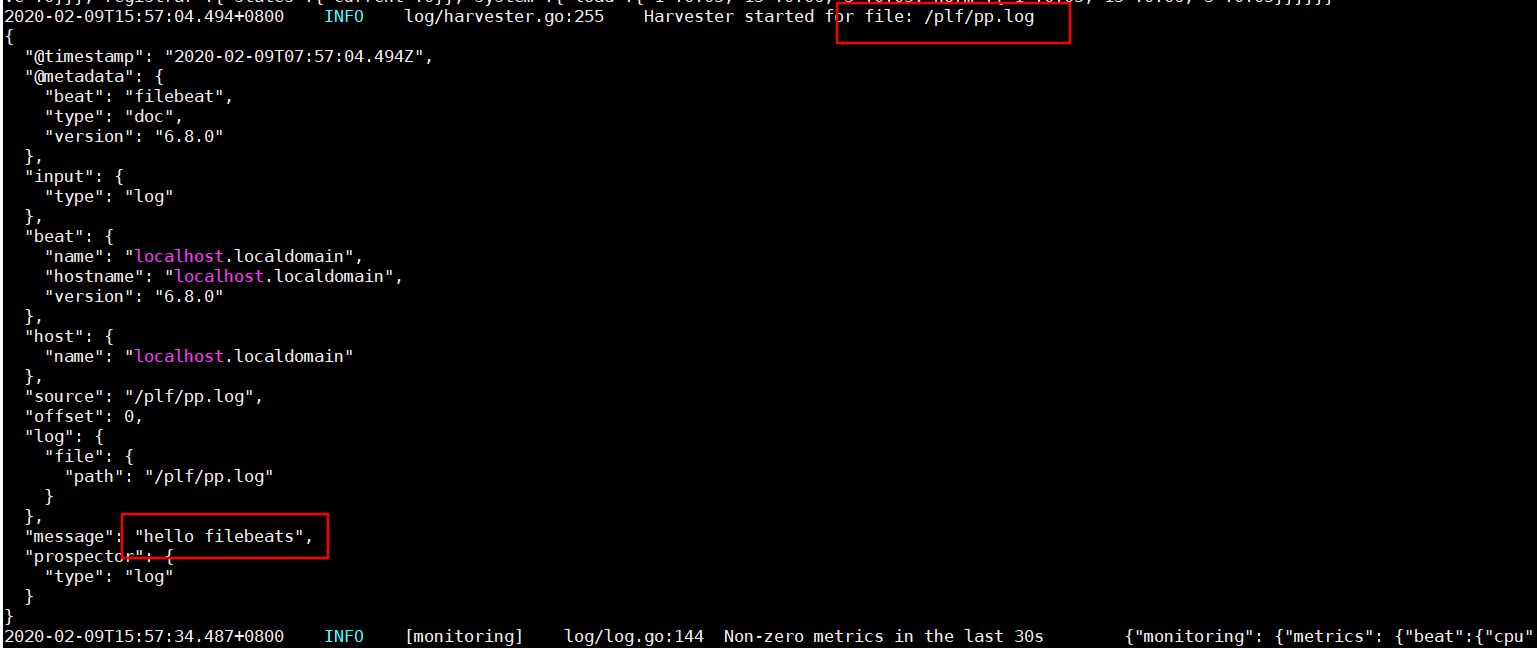 2020-02-09T15:57:04.494+0800    INFO    log/harvester.go:255    Harvester started for file: /plf/pp.log
{
  "@timestamp": "2020-02-09T07:57:04.494Z",
  "@metadata": {
    "beat": "filebeat",
    "type": "doc",
    "version": "6.8.0"
  },
  "input": {
    "type": "log"
  },
  "beat": {
    "name": "localhost.localdomain",
    "hostname": "localhost.localdomain",
    "version": "6.8.0"
  },
  "host": {
    "name": "localhost.localdomain"
  },
  "source": "/plf/pp.log",
  "offset": 0,
  "log": {
    "file": {
      "path": "/plf/pp.log"
    }
  },
  "message": "hello filebeats",
  "prospector": {
    "type": "log"
  }
}
2020-02-09T15:57:34.487+0800    INFO    [monitoring]    log/log.go:144  Non-zero metrics in the last 30s        {"monitoring": {"metrics": {"beat":{"cpu"